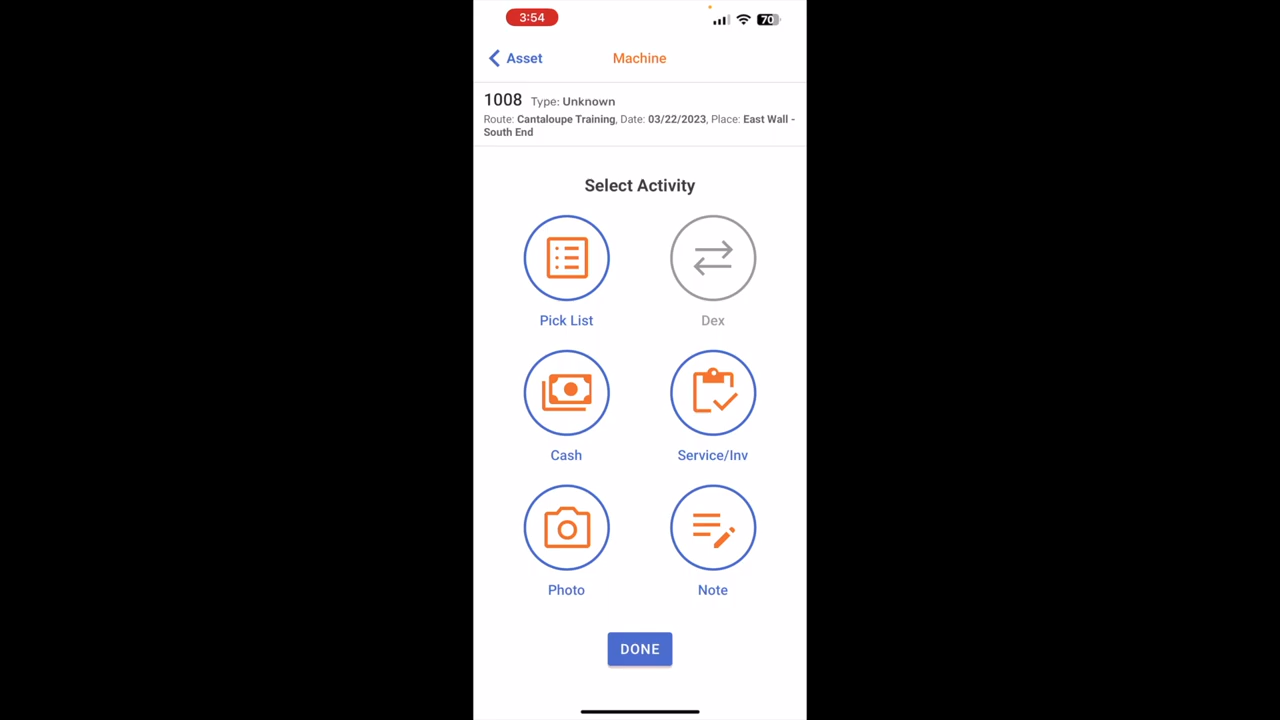 3:54
70
Asset
Machine
1008 Type: Unknown
Route: Cantaloupe Training, Date: 03/22/2023, Place: East Wall -
South End
Select Activity
Pick List
Dex
Cash
Service/Inv
Photo
Note
DONE